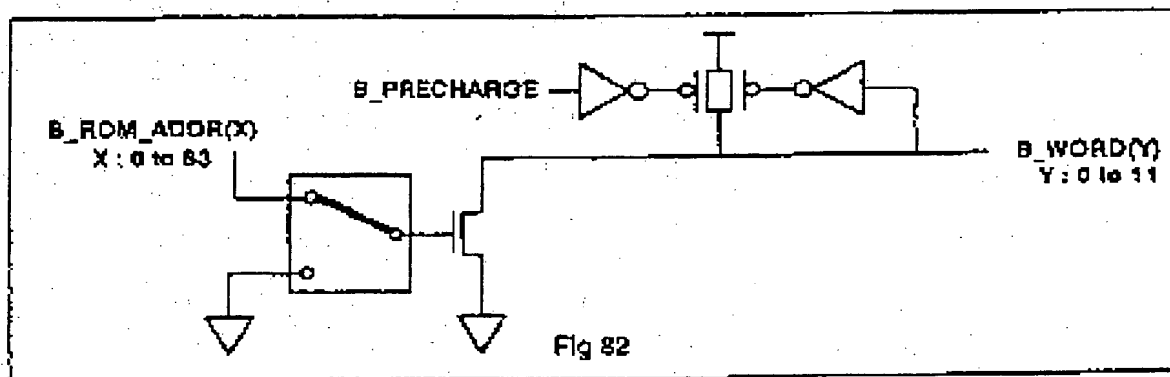 B_PRECHARGE
B_ROM_ADDR(X)
X : 0 to 63
B_WORD(Y)
Y : 0 to 11
Fig 82